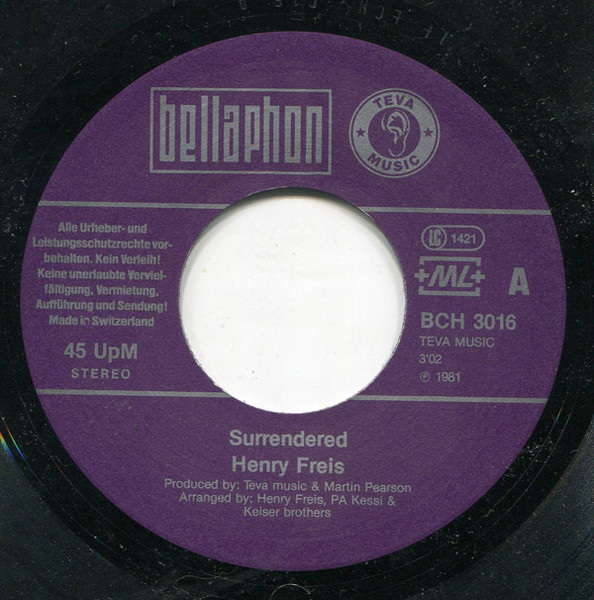 bellaphon
TEVA
MUSIC
Alle Urheber- und
Leistungsschutzrechte vor-
behalten. Kein Verleih!
Keine unerlaubte Verviel-
fältigung, Vermietung,
Aufführung und Sendung!
Made in Switzerland
45 UpM
STEREO
LC 1421
+ML+
A
BCH 3016
TEVA MUSIC
3'02
℗ 1981
Surrendered
Henry Freis
Produced by: Teva music & Martin Pearson
Arranged by: Henry Freis, PA Kessi &
Keiser brothers